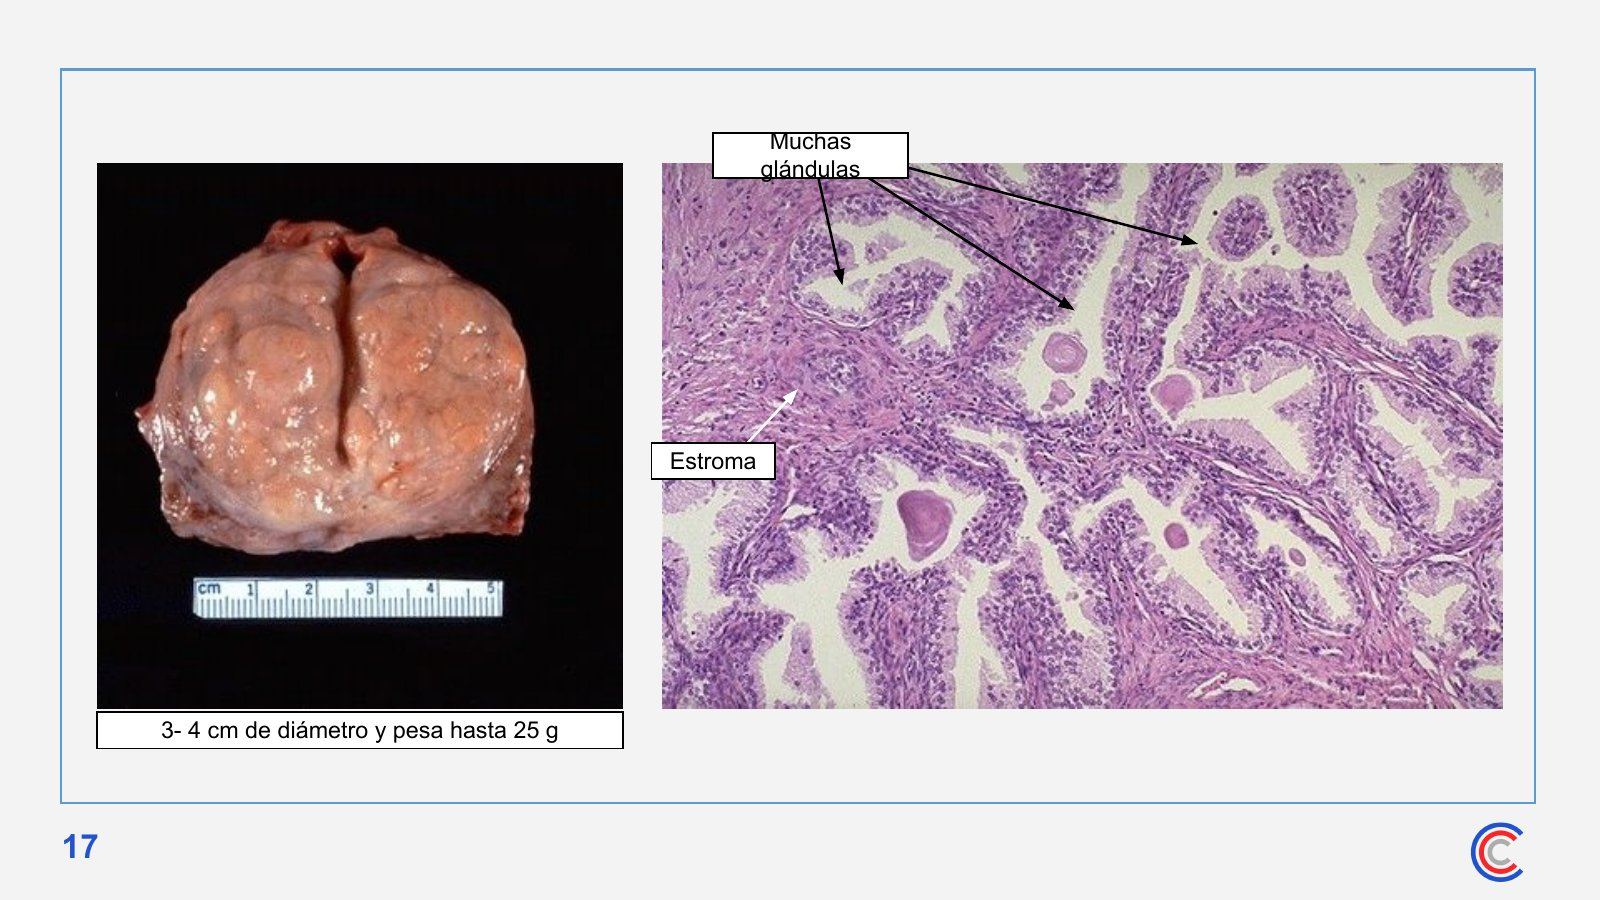 Muchas
glándulas
Estroma
cm 1 2 3 4 5
3- 4 cm de diámetro y pesa hasta 25 g
17